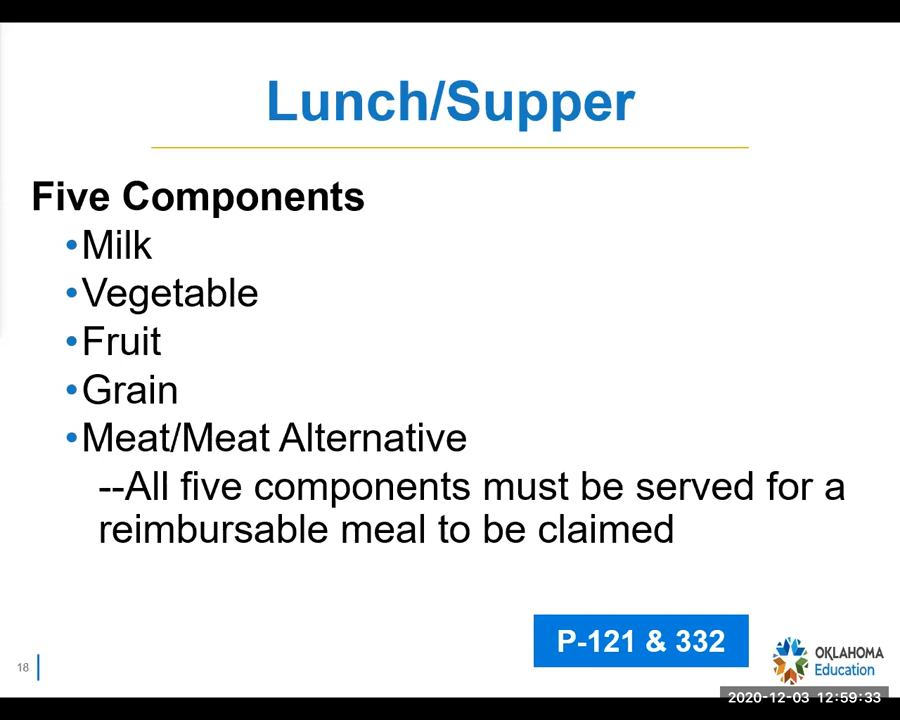 Lunch/Supper
Five Components
•Milk
•Vegetable
•Fruit
•Grain
•Meat/Meat Alternative
--All five components must be served for a
reimbursable meal to be claimed
P-121 & 332
18
OKLAHOMA
Education
2020-12-03 12:59:33